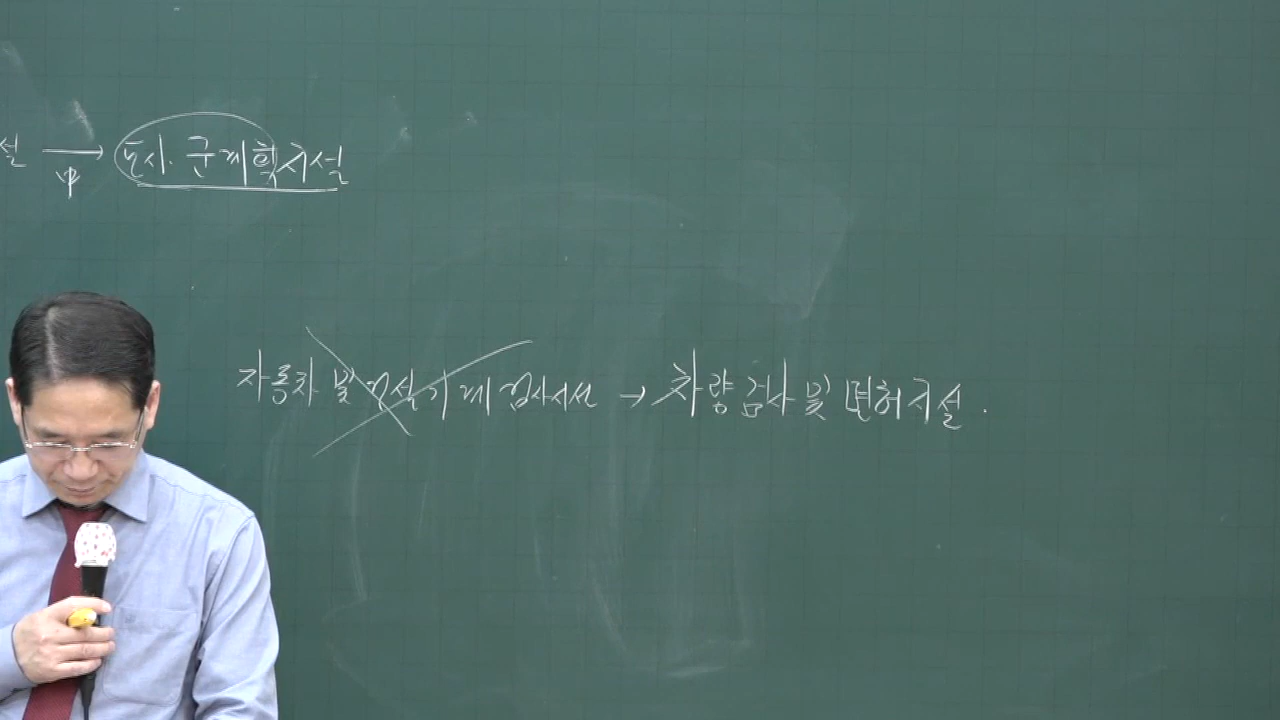 설 → 도시·군계획시설
中
자동차 및 건설기계 검사시설 → 차량 검사 및 면허시설.